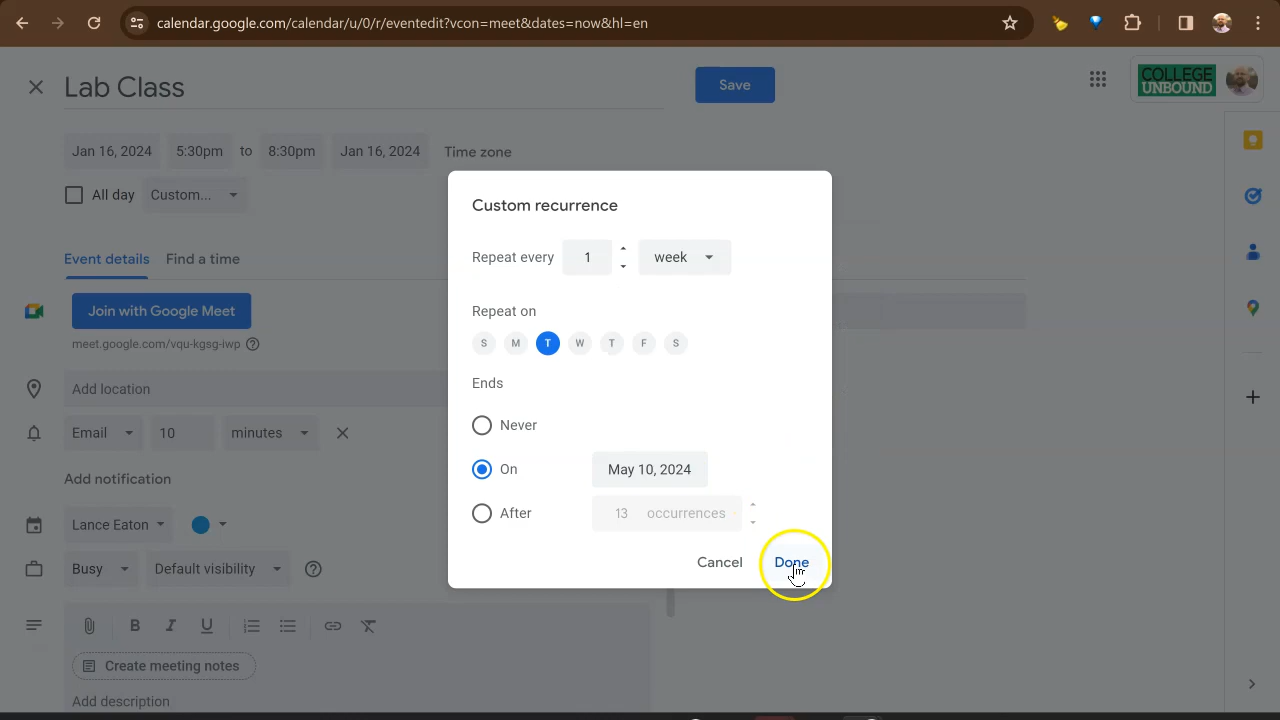 calendar.google.com/calendar/u/0/r/eventedit?vcon=meet&dates=now&hl=en
Lab Class
Save
COLLEGE
UNBOUND
Jan 16, 2024 5:30pm to 8:30pm Jan 16, 2024 Time zone
All day Custom...
Custom recurrence
Repeat every 1 week
Event details Find a time
Join with Google Meet
meet.google.com/vqu-kgsg-iwp
Repeat on
S M T W T F S
Ends
Add location
Never
Email 10 minutes
On May 10, 2024
Add notification
After 13 occurrences
Lance Eaton
Cancel Done
Busy Default visibility
B I U
Create meeting notes
Add description